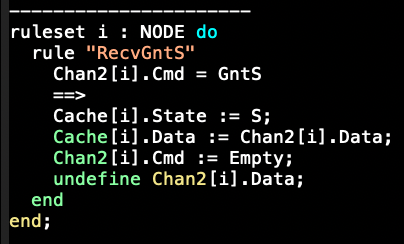 ----------------------
ruleset i : NODE do
  rule "RecvGntS"
    Chan2[i].Cmd = GntS
    ==>
    Cache[i].State := S;
    Cache[i].Data := Chan2[i].Data;
    Chan2[i].Cmd := Empty;
    undefine Chan2[i].Data;
  end
end;